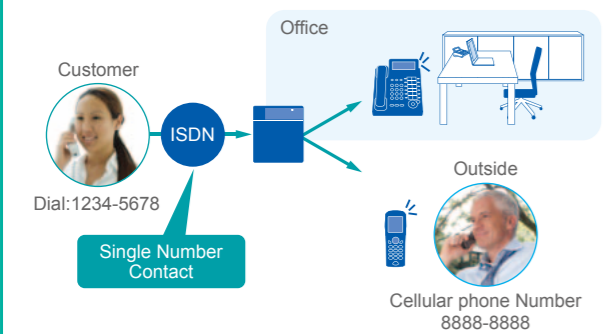 Office
Customer
ISDN
Dial:1234-5678
Single Number
Contact
Outside
Cellular phone Number
8888-8888